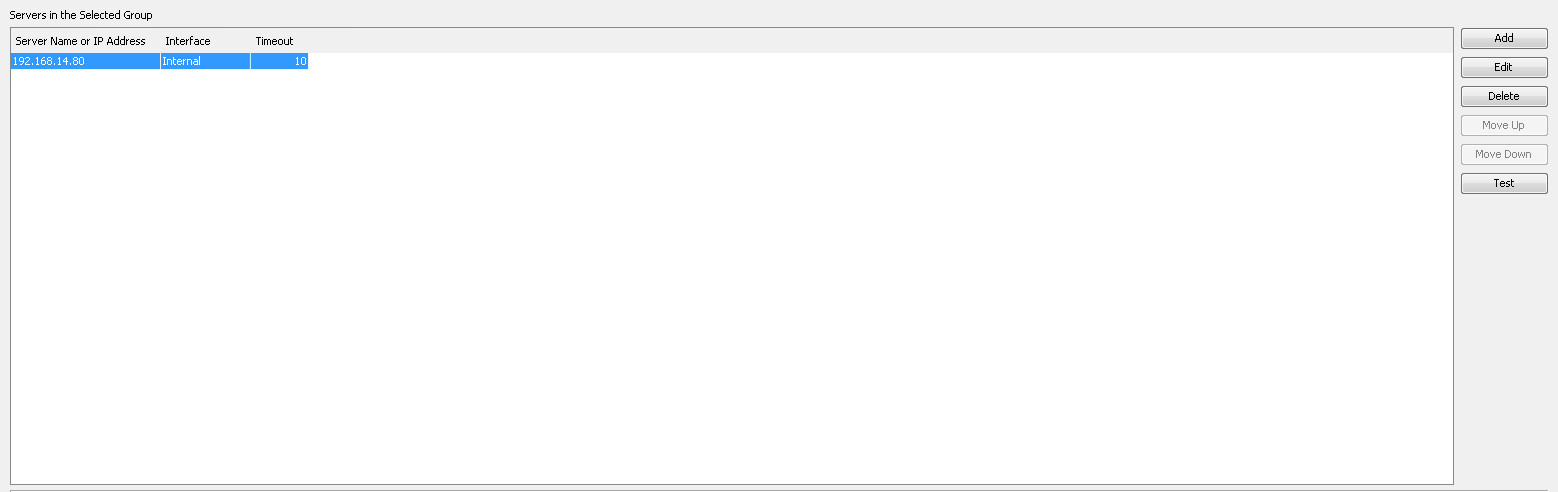 Servers in the Selected Group
Server Name or IP Address Interface Timeout
192.168.14.80 Internal 10
Add
Edit
Delete
Move Up
Move Down
Test